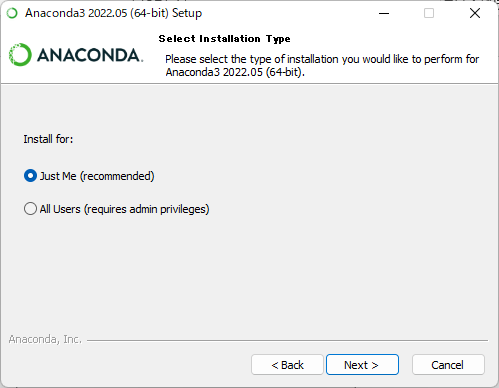 Anaconda3 2022.05 (64-bit) Setup
ANACONDA.
Select Installation Type
Please select the type of installation you would like to perform for
Anaconda3 2022.05 (64-bit).
Install for:
Just Me (recommended)
All Users (requires admin privileges)
Anaconda, Inc.
< Back
Next >
Cancel